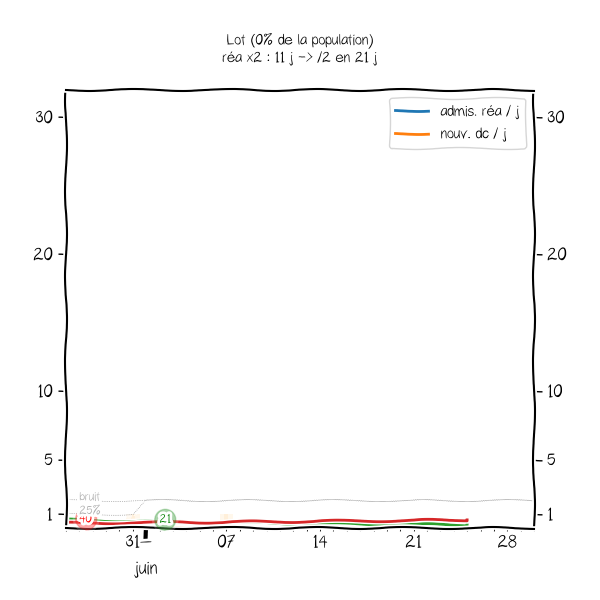 Lot (0% de la population)
réa x2 : 11 j -> /2 en 21 j
admis. réa / j
nouv. dc / j
30 30
20 20
10 10
5 5
bruit
25%
1 40 21 1
31 07 14 21 28
juin